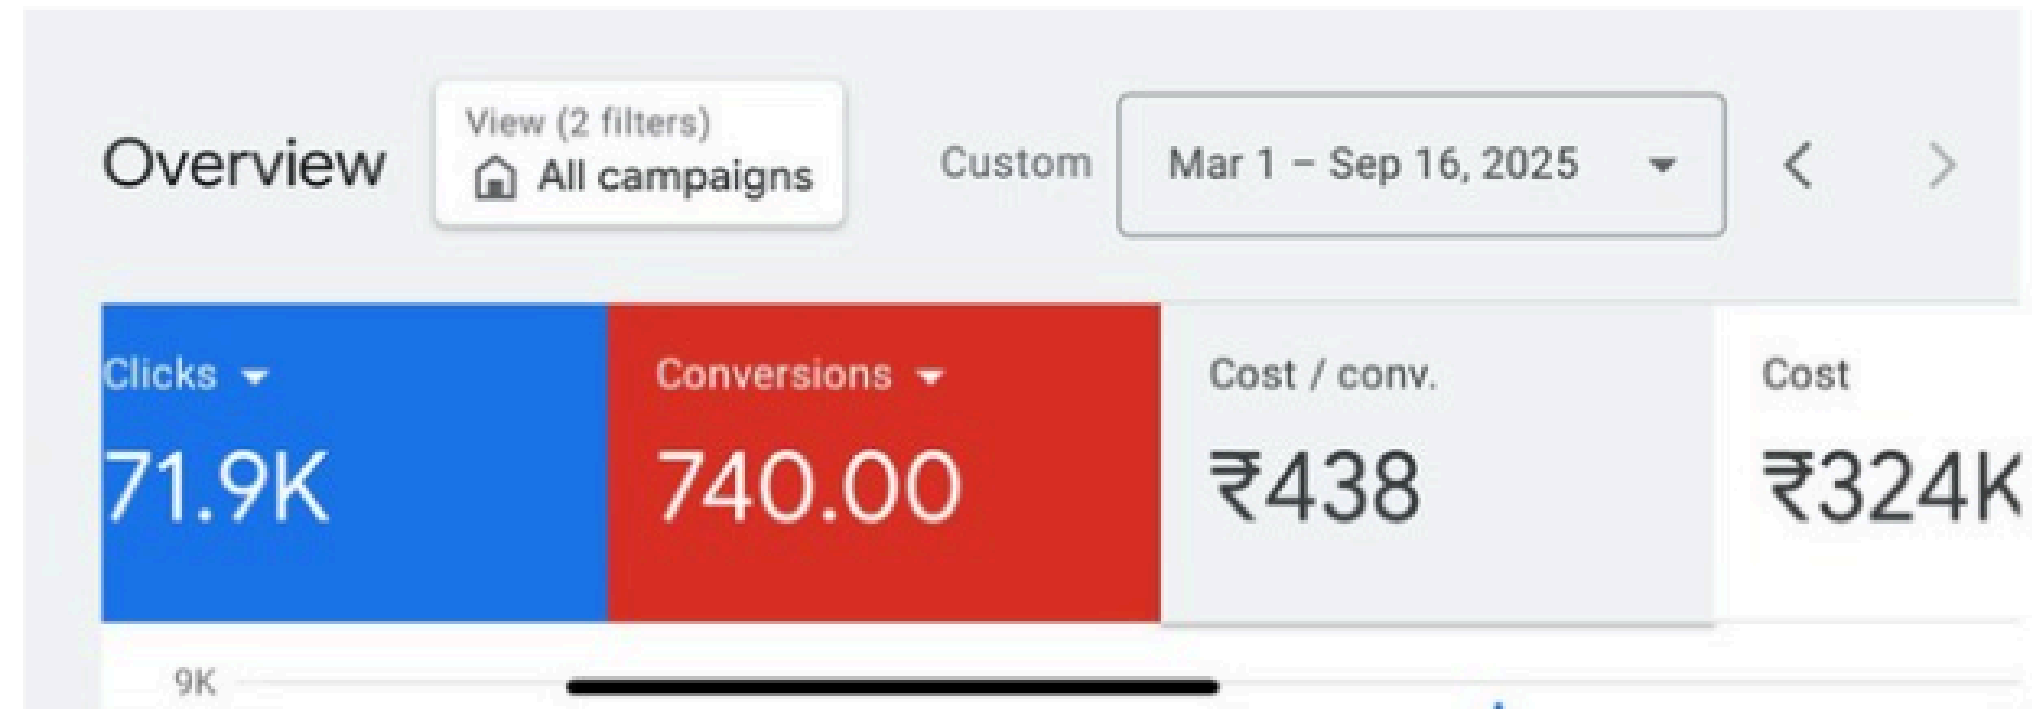 Overview
View (2 filters)
All campaigns
Custom
Mar 1 – Sep 16, 2025
Clicks
71.9K
Conversions
740.00
Cost / conv.
₹438
Cost
₹324K
9K